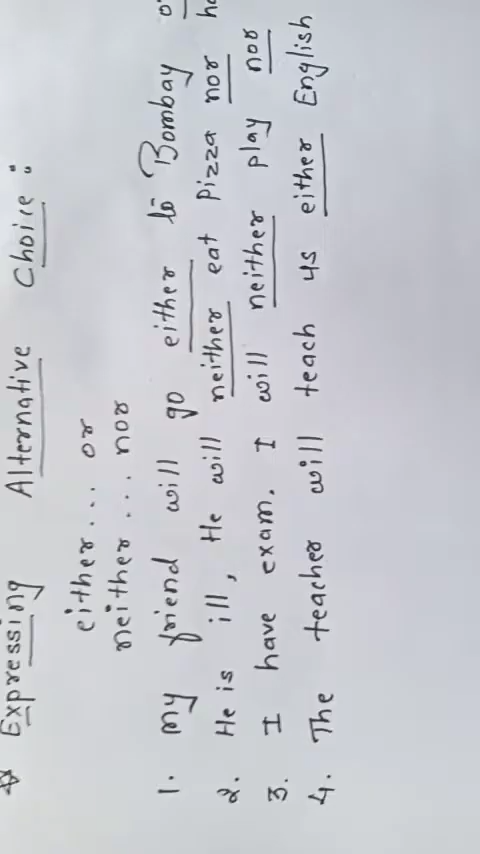 ☆ Expressing Alternative Choice :
either... or
neither... nor
1. My friend will go either to Bombay
2. He is ill, He will neither eat pizza nor
3. I have exam. I will neither play nor
4. The teacher will teach us either English